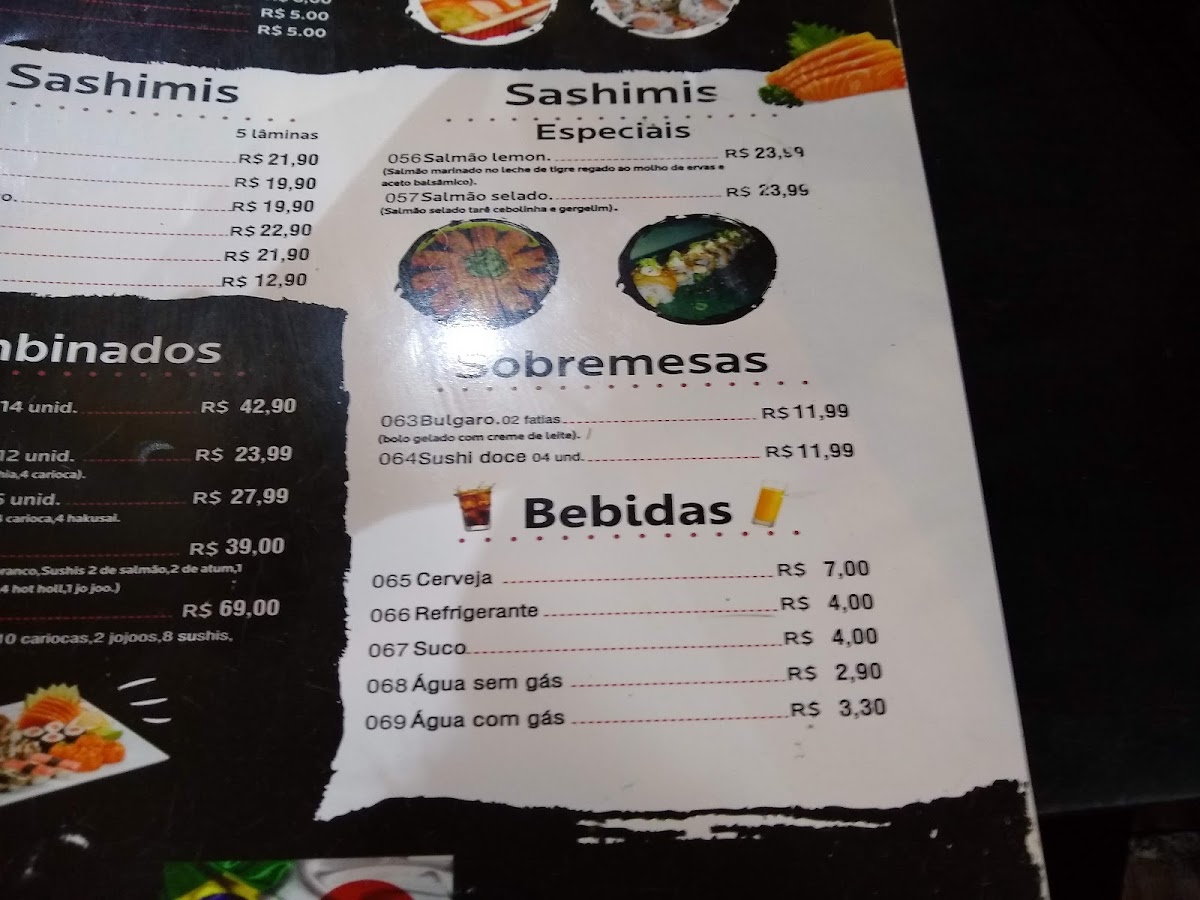 R$ 5.00
R$ 5.00
Sashimis
5 lâminas
R$ 21,90
R$ 19,90
o. R$ 19,90
R$ 22,90
R$ 21,90
R$ 12,90
mbinados
14 unid. R$ 42,90
12 unid. R$ 23,99
4 carioca).
unid. R$ 27,99
carioca,4 hakusai.
R$ 39,00
ranco,Sushis 2 de salmão,2 de atum,1
4 hot holl,1 jo joo.)
R$ 69,00
10 cariocas,2 jojoos,8 sushis,
Sashimis
Especiais
056 Salmão lemon. R$ 23,99
(Salmão marinado no leche de tigre regado ao molho de ervas e
aceto balsâmico).
057 Salmão selado. R$ 23,99
(Salmão selado tarê cebolinha e gergelim).
Sobremesas
063 Bulgaro. 02 fatias R$ 11,99
(bolo gelado com creme de leite).
064 Sushi doce 04 und. R$ 11,99
Bebidas
065 Cerveja R$ 7,00
066 Refrigerante R$ 4,00
067 Suco R$ 4,00
068 Água sem gás R$ 2,90
069 Água com gás R$ 3,30